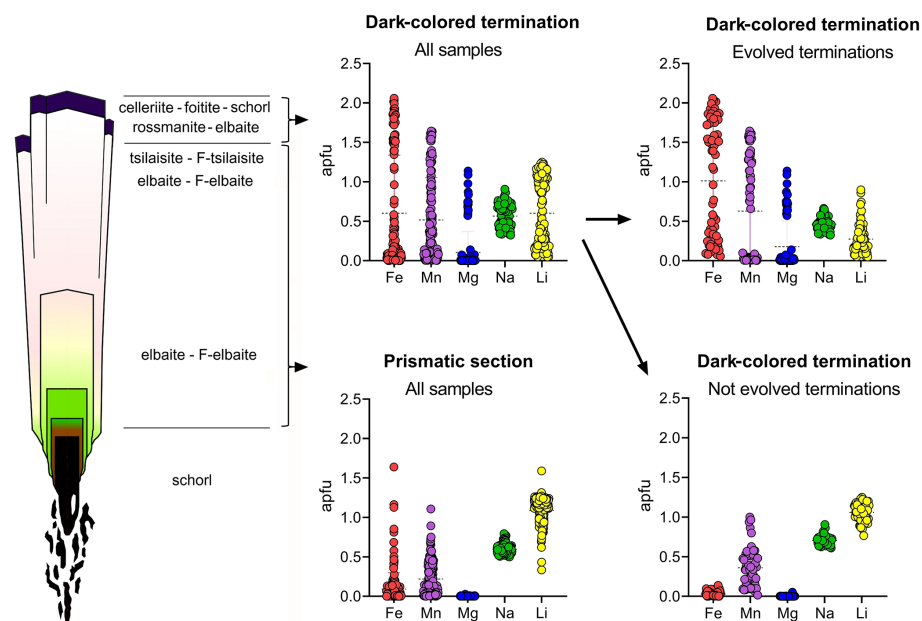 Dark-colored termination
All samples
Dark-colored termination
Evolved terminations
celleriite - foitite - schorl
rossmanite - elbaite
tsilaisite - F-tsilaisite
elbaite - F-elbaite
elbaite - F-elbaite
schorl
2.5
2.0
1.5
1.0
0.5
0.0
apfu
Fe Mn Mg Na Li
2.5
2.0
1.5
1.0
0.5
0.0
apfu
Fe Mn Mg Na Li
Prismatic section
All samples
2.5
2.0
1.5
1.0
0.5
0.0
apfu
Fe Mn Mg Na Li
Dark-colored termination
Not evolved terminations
2.5
2.0
1.5
1.0
0.5
0.0
apfu
Fe Mn Mg Na Li